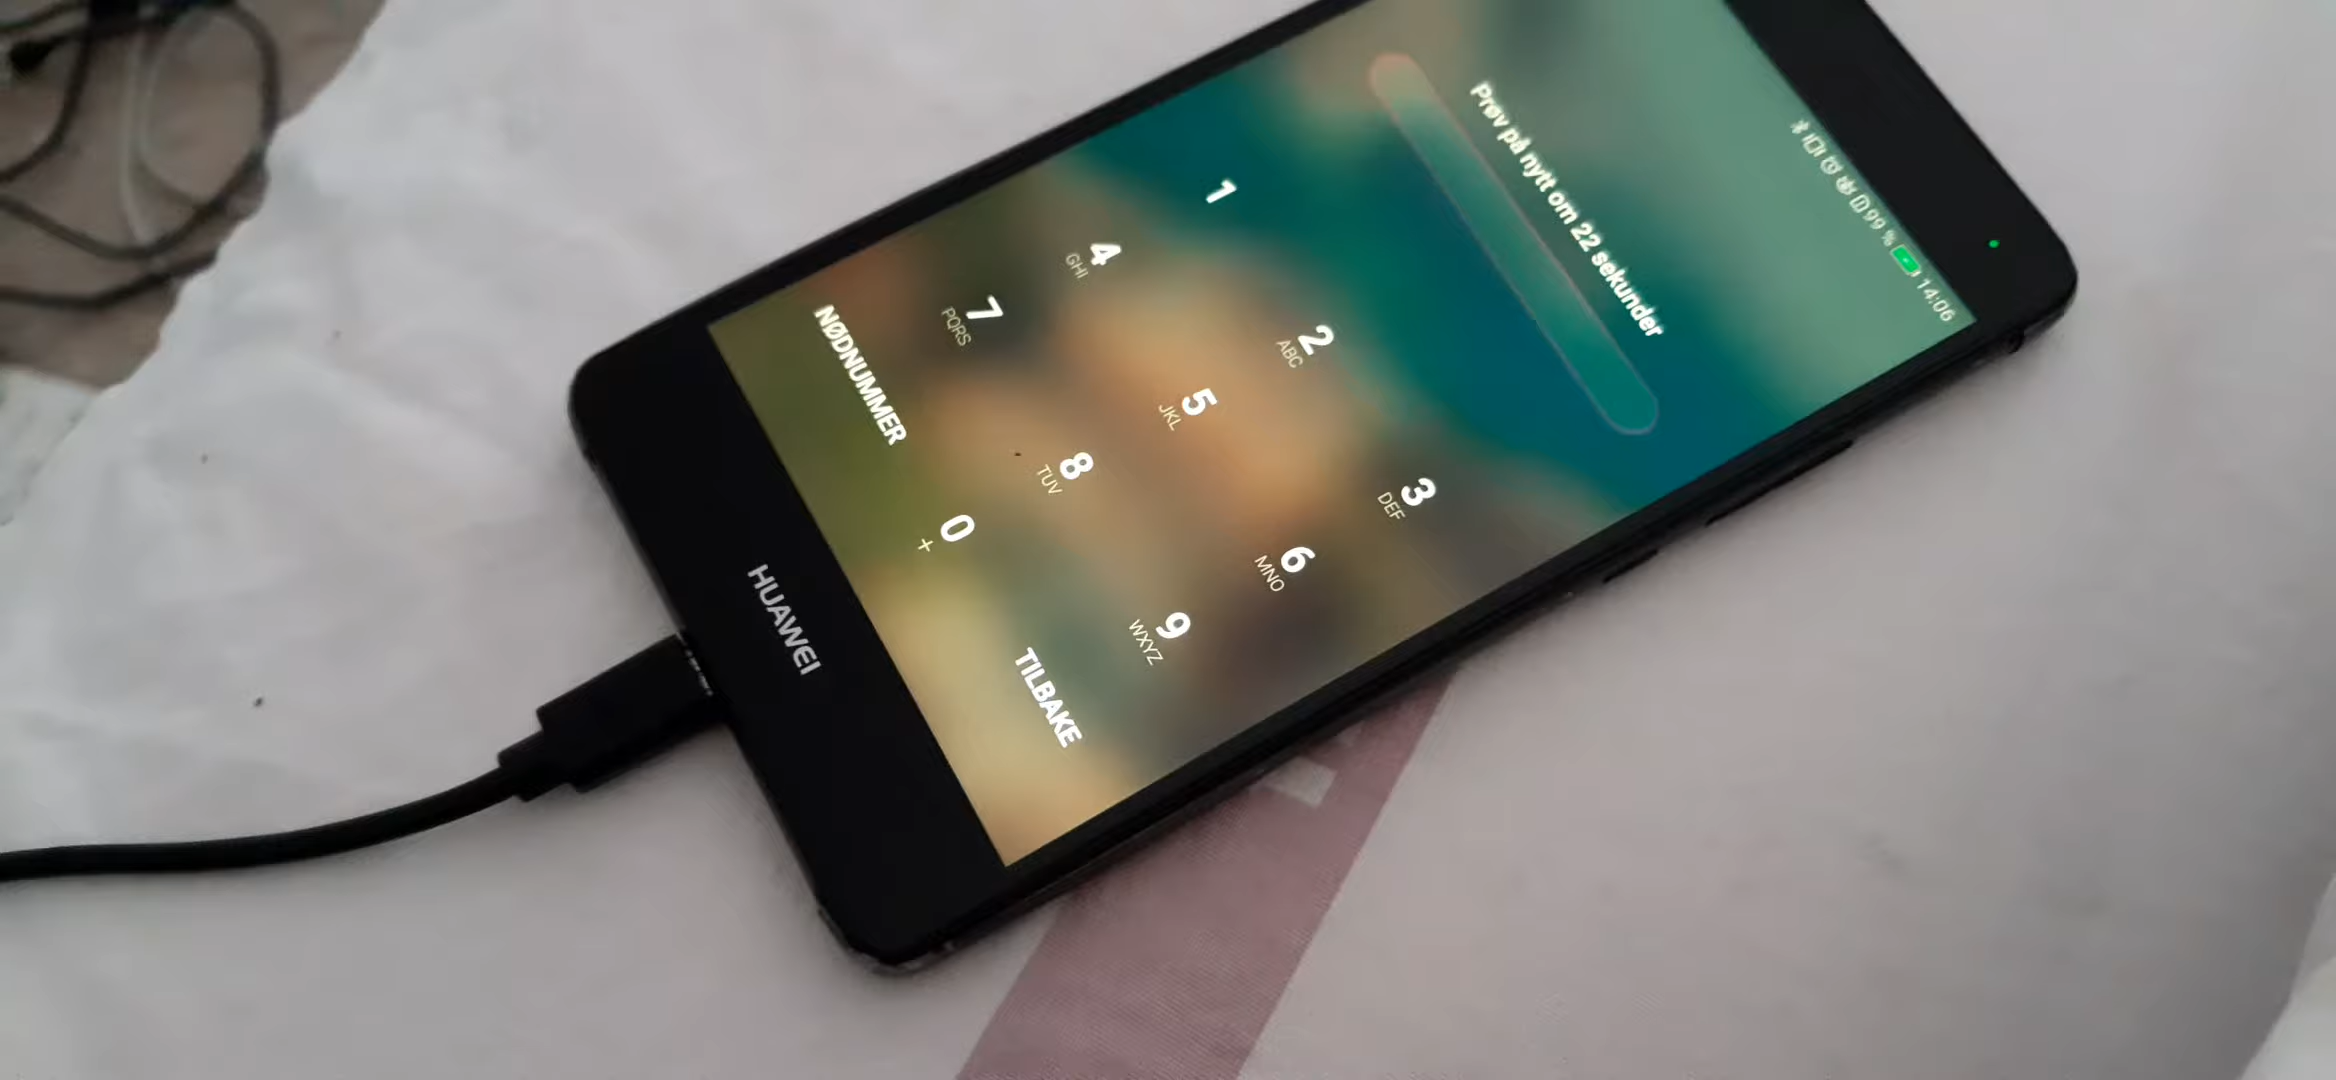 99 % 14:06
Prøv på nytt om 22 sekunder
1
2 ABC
3 DEF
4 GHI
5 JKL
6 MNO
7 PQRS
8 TUV
9 WXYZ
0 +
NØDNUMMER
TILBAKE
HUAWEI